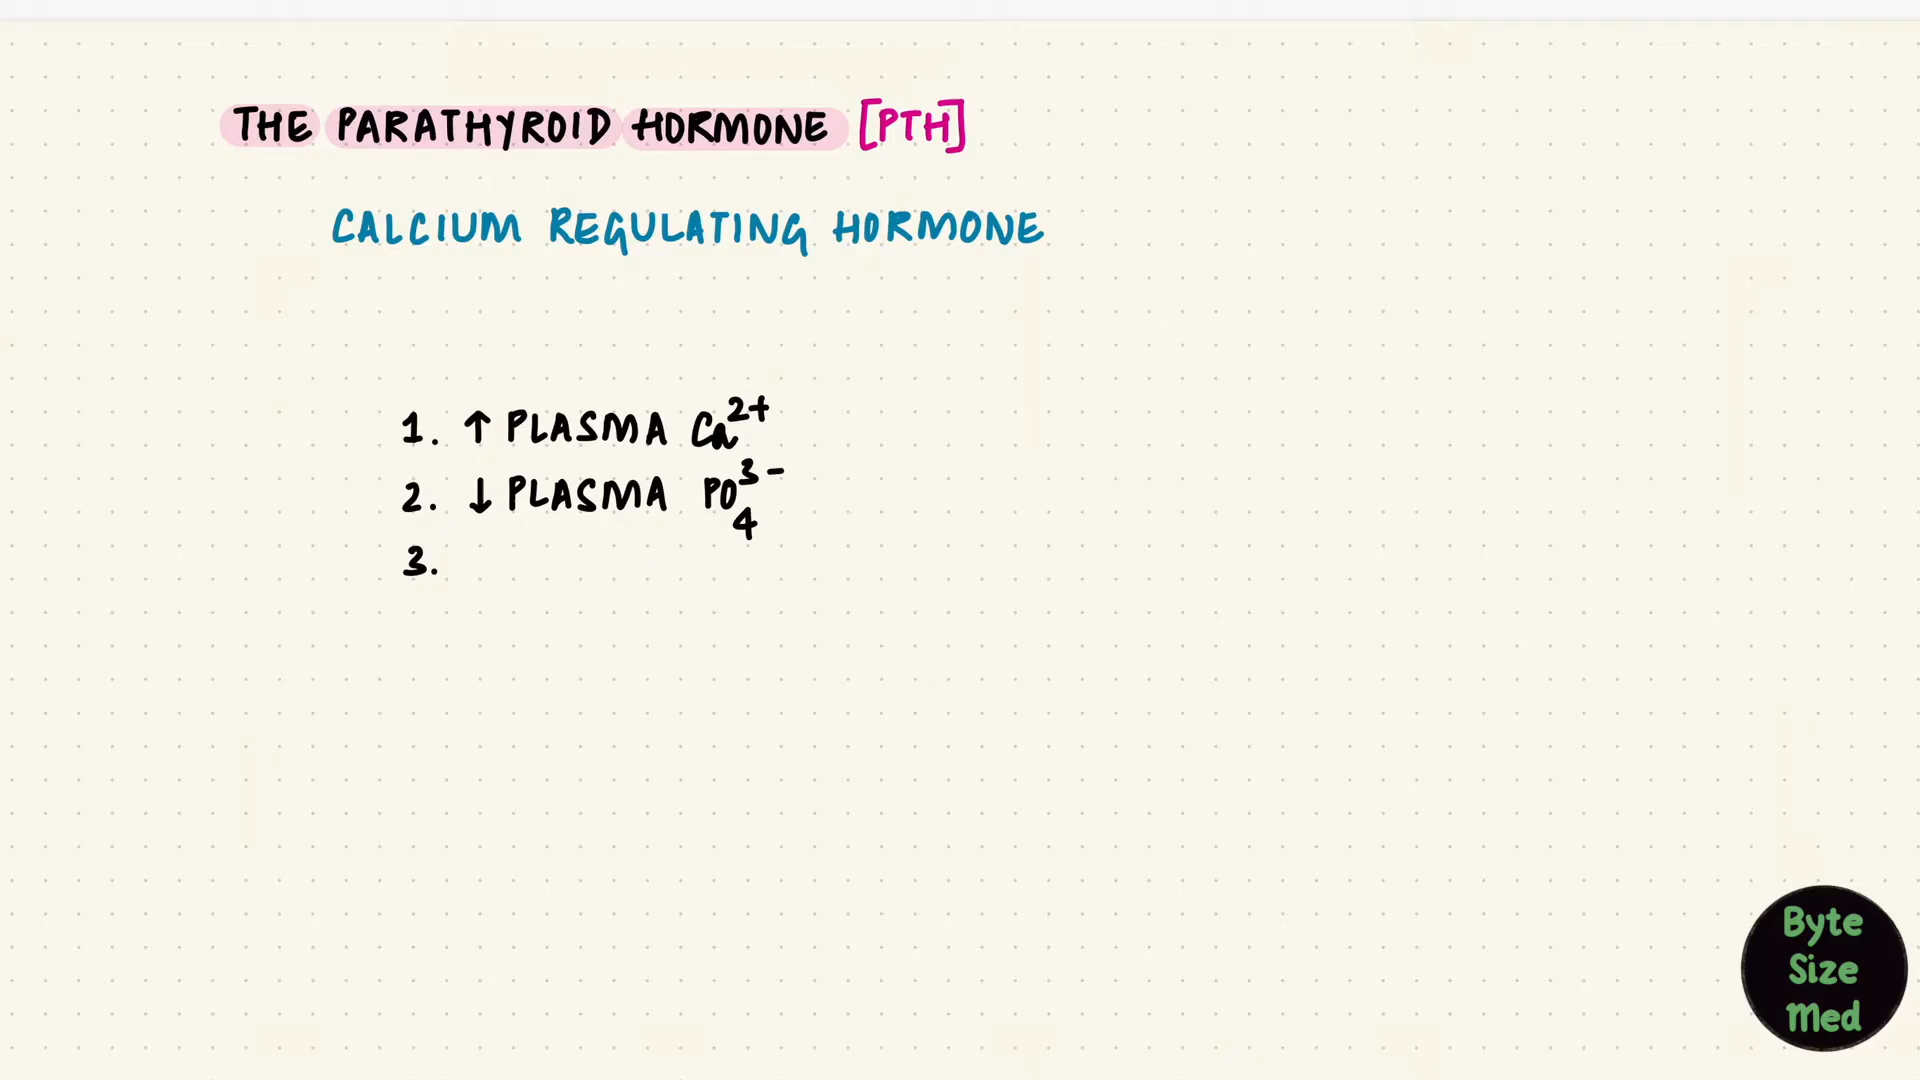 THE PARATHYROID HORMONE [PTH]
CALCIUM REGULATING HORMONE
1. ↑ PLASMA Ca²⁺
2. ↓ PLASMA PO₄³⁻
3.
Byte
Size
Med